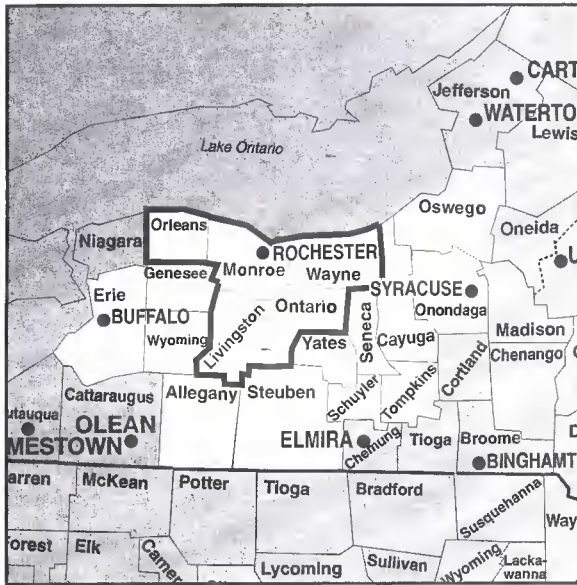 CART
Jefferson
WATERTO
Lewis
Lake Ontario
Oswego
Orleans
Oneida
Niagara
ROCHESTER
Genesee
Monroe
Wayne
U
Erie
SYRACUSE
BUFFALO
Ontario
Onondaga
Livingston
Seneca
Cayuga
Madison
Wyoming
Yates
Cortland
Chenango
Allegany
Steuben
Schuyler
Tompkins
Cattaraugus
utauqua
OLEAN
MESTOWN
ELMIRA
Chemung
Tioga
Broome
D
BINGHAMT
arren
McKean
Potter
Tioga
Bradford
Susquehanna
Way
orest
Elk
Camer
Lycoming
Sullivan
Wyoming
Lacka-
wanna